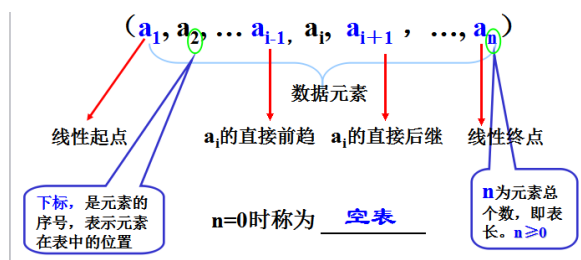 (a1, a2, … ai-1, ai, ai+1 , …, an)
数据元素
线性起点 ai的直接前趋 ai的直接后继 线性终点
下标，是元素的
序号，表示元素
在表中的位置
n=0时称为 空表
n为元素总
个数，即表
长。n≥0